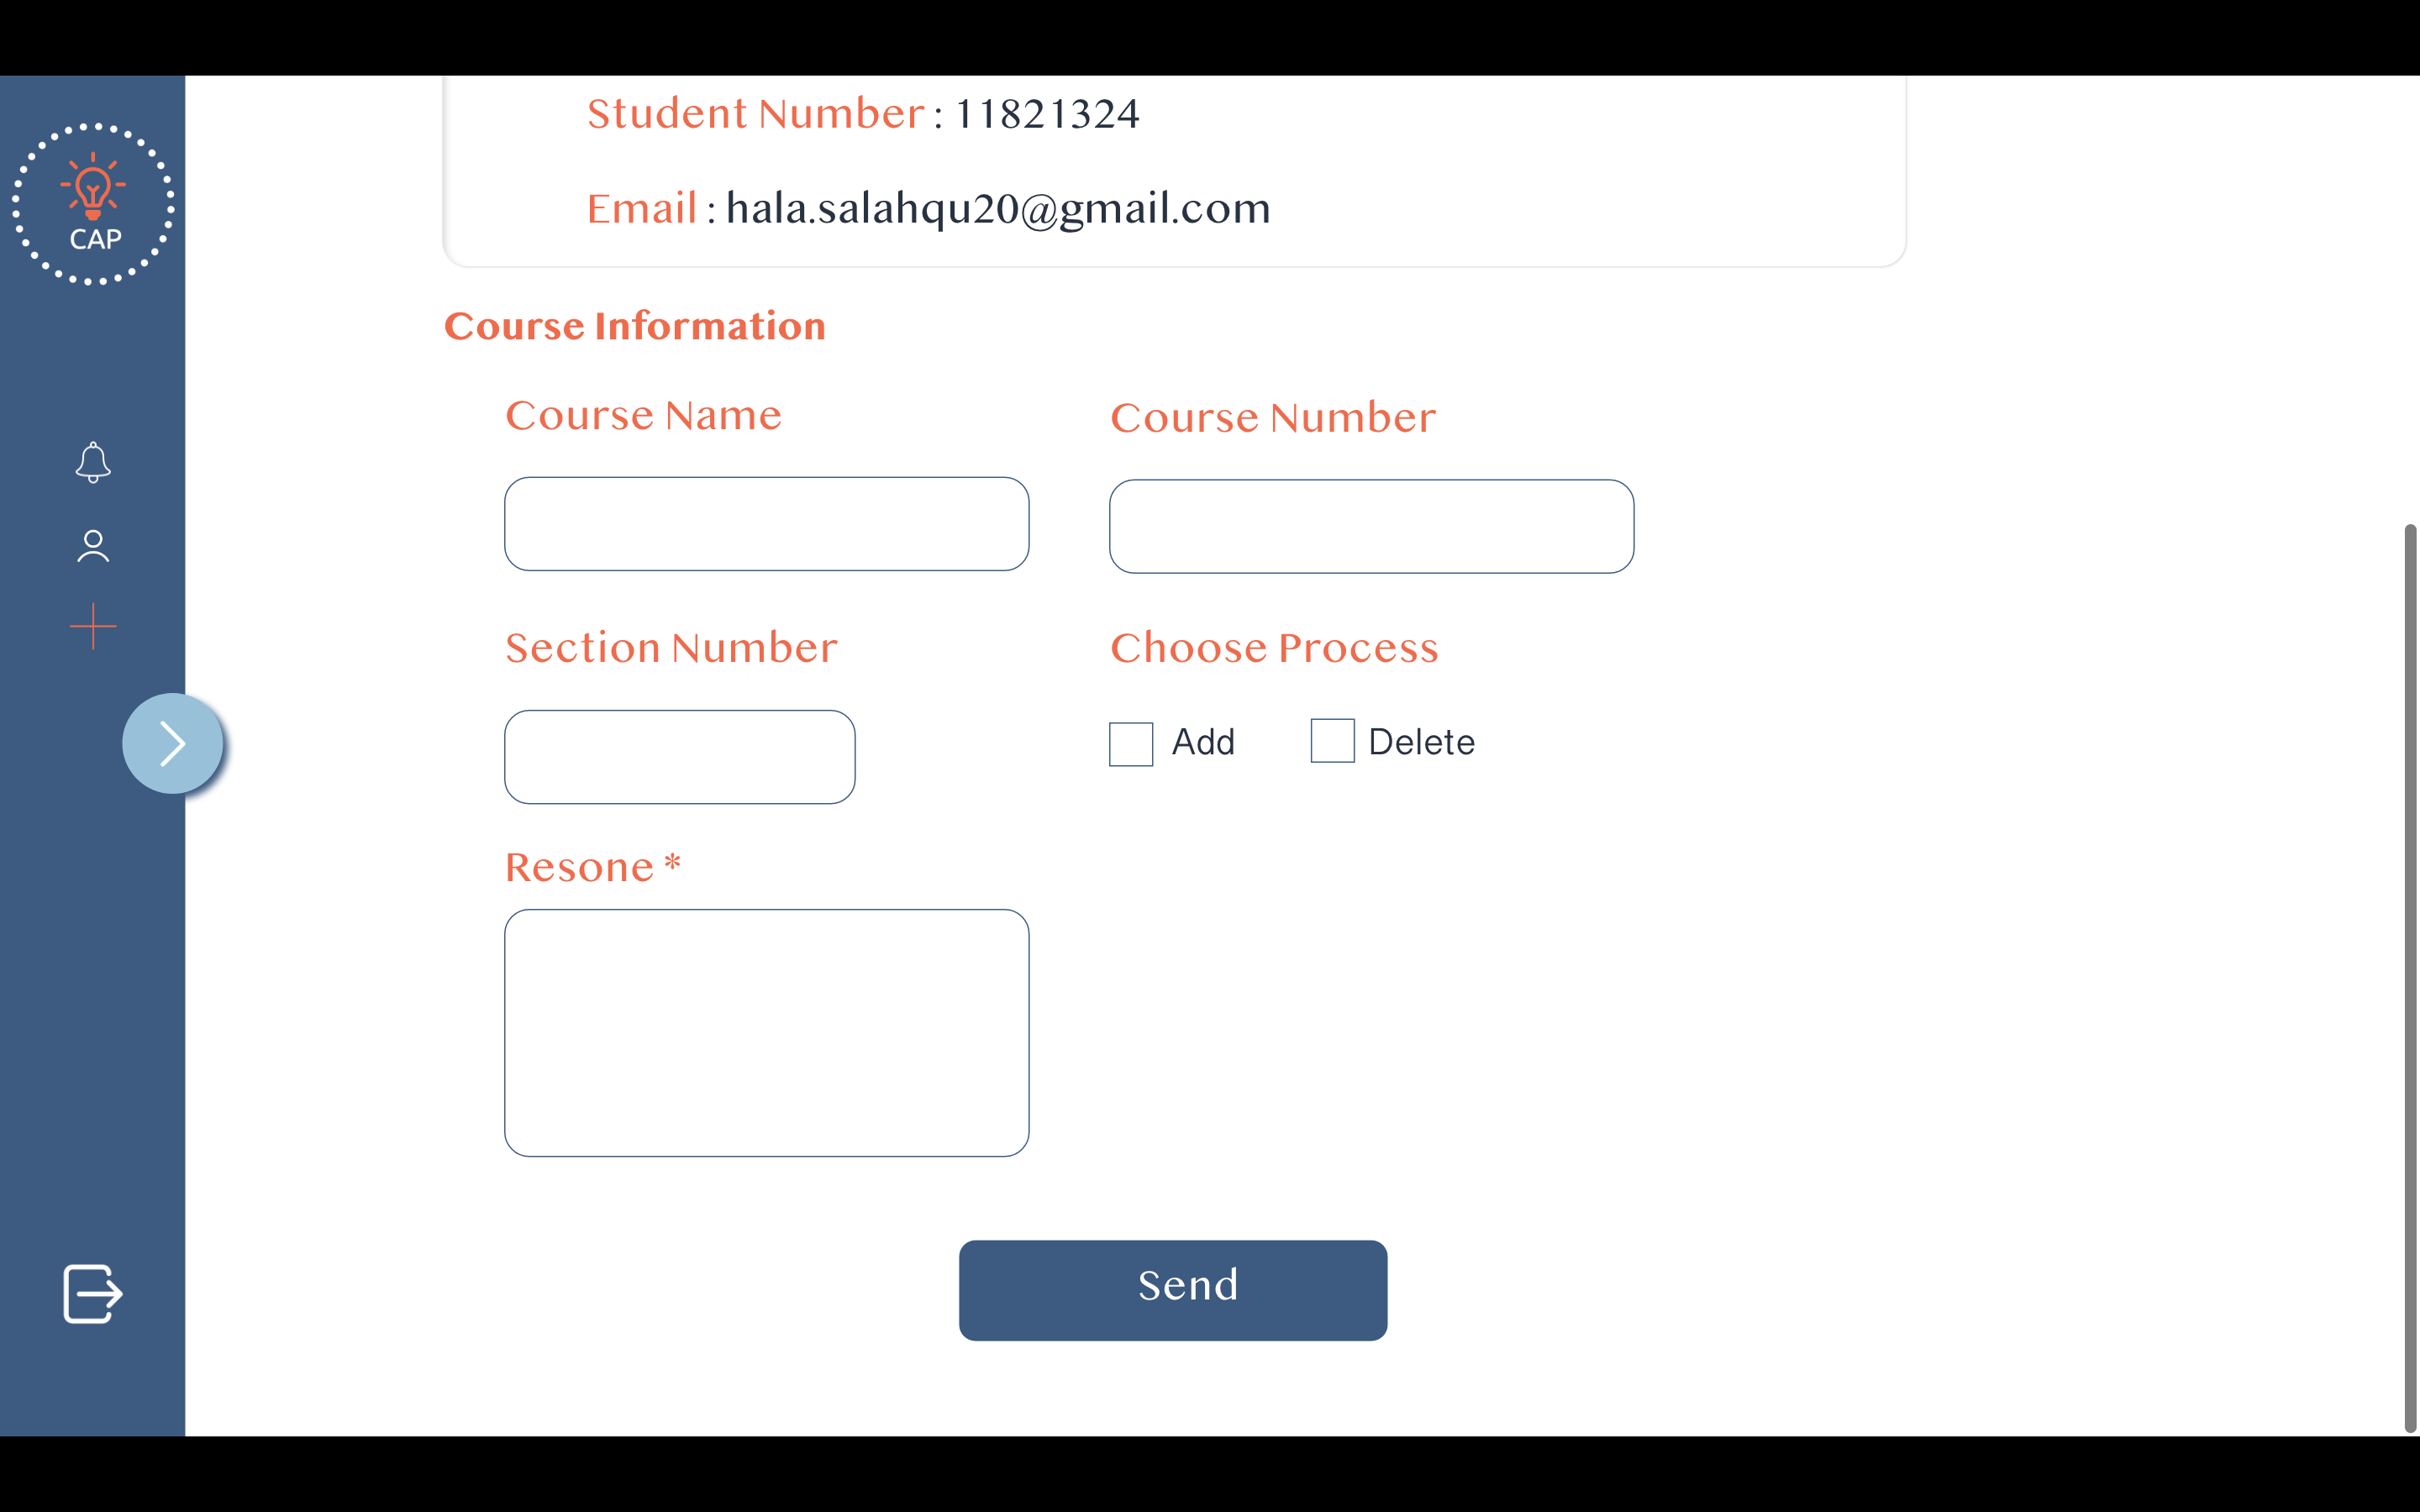 CAP
Student Number : 11821324
Email : hala.salahqu20@gmail.com
Course Information
Course Name
Course Number
Section Number
Choose Process
Add
Delete
Resone *
Send